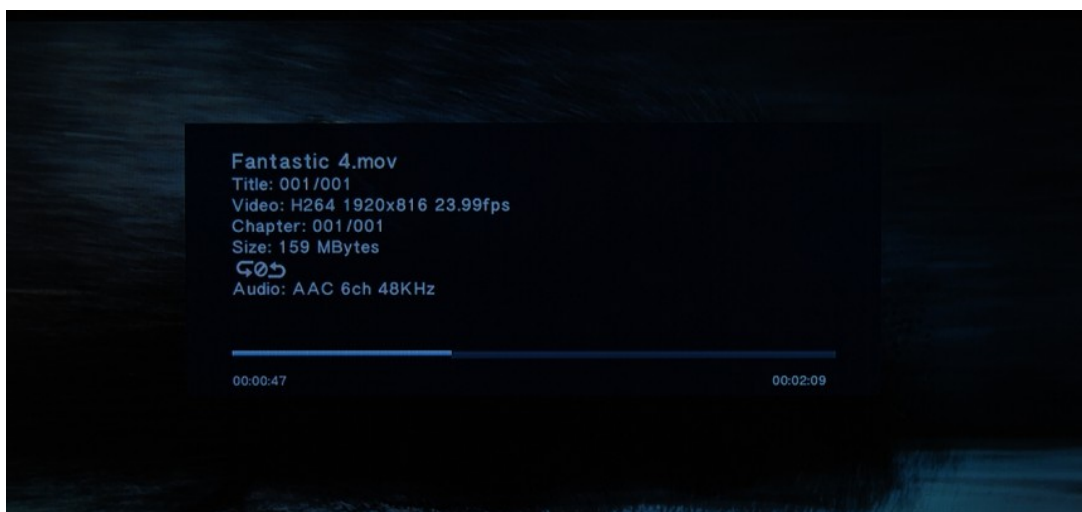 Fantastic 4.mov
Title: 001/001
Video: H264 1920x816 23.99fps
Chapter: 001/001
Size: 159 MBytes
Audio: AAC 6ch 48KHz
00:00:47 00:02:09